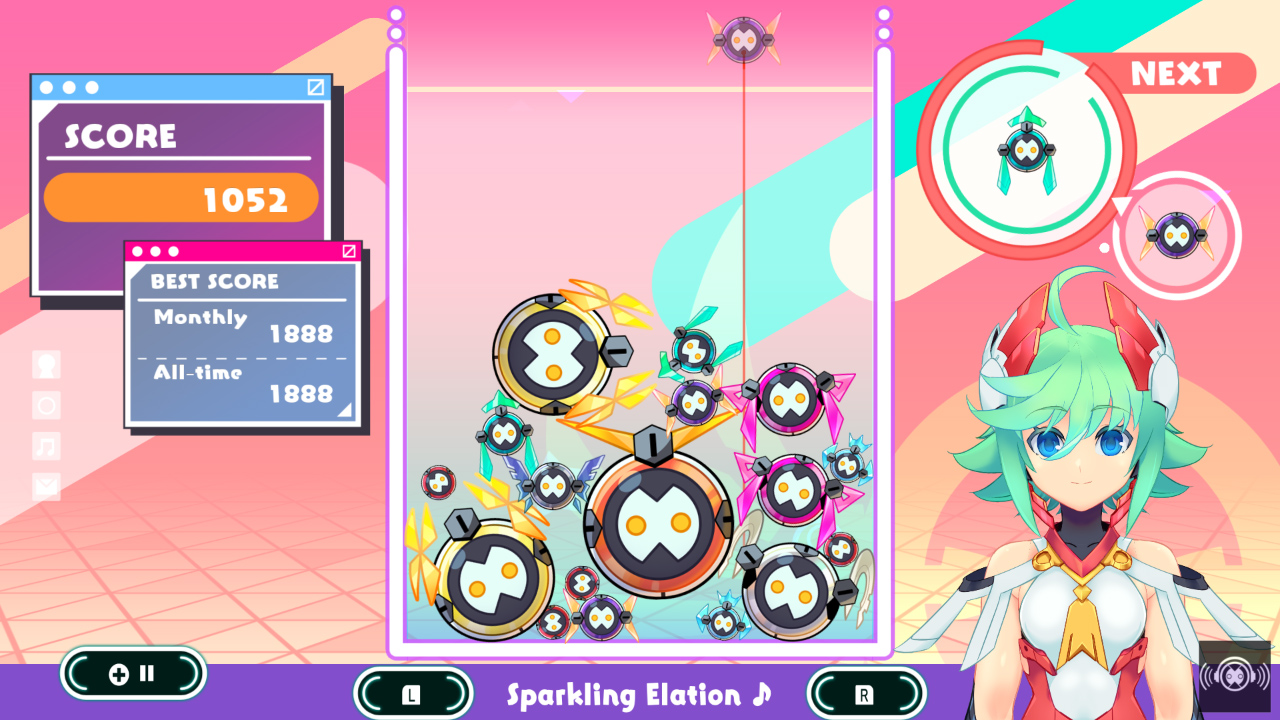 NEXT
SCORE
1052
BEST SCORE
Monthly
1888
All-time
1888
L
Sparkling Elation ♪
R